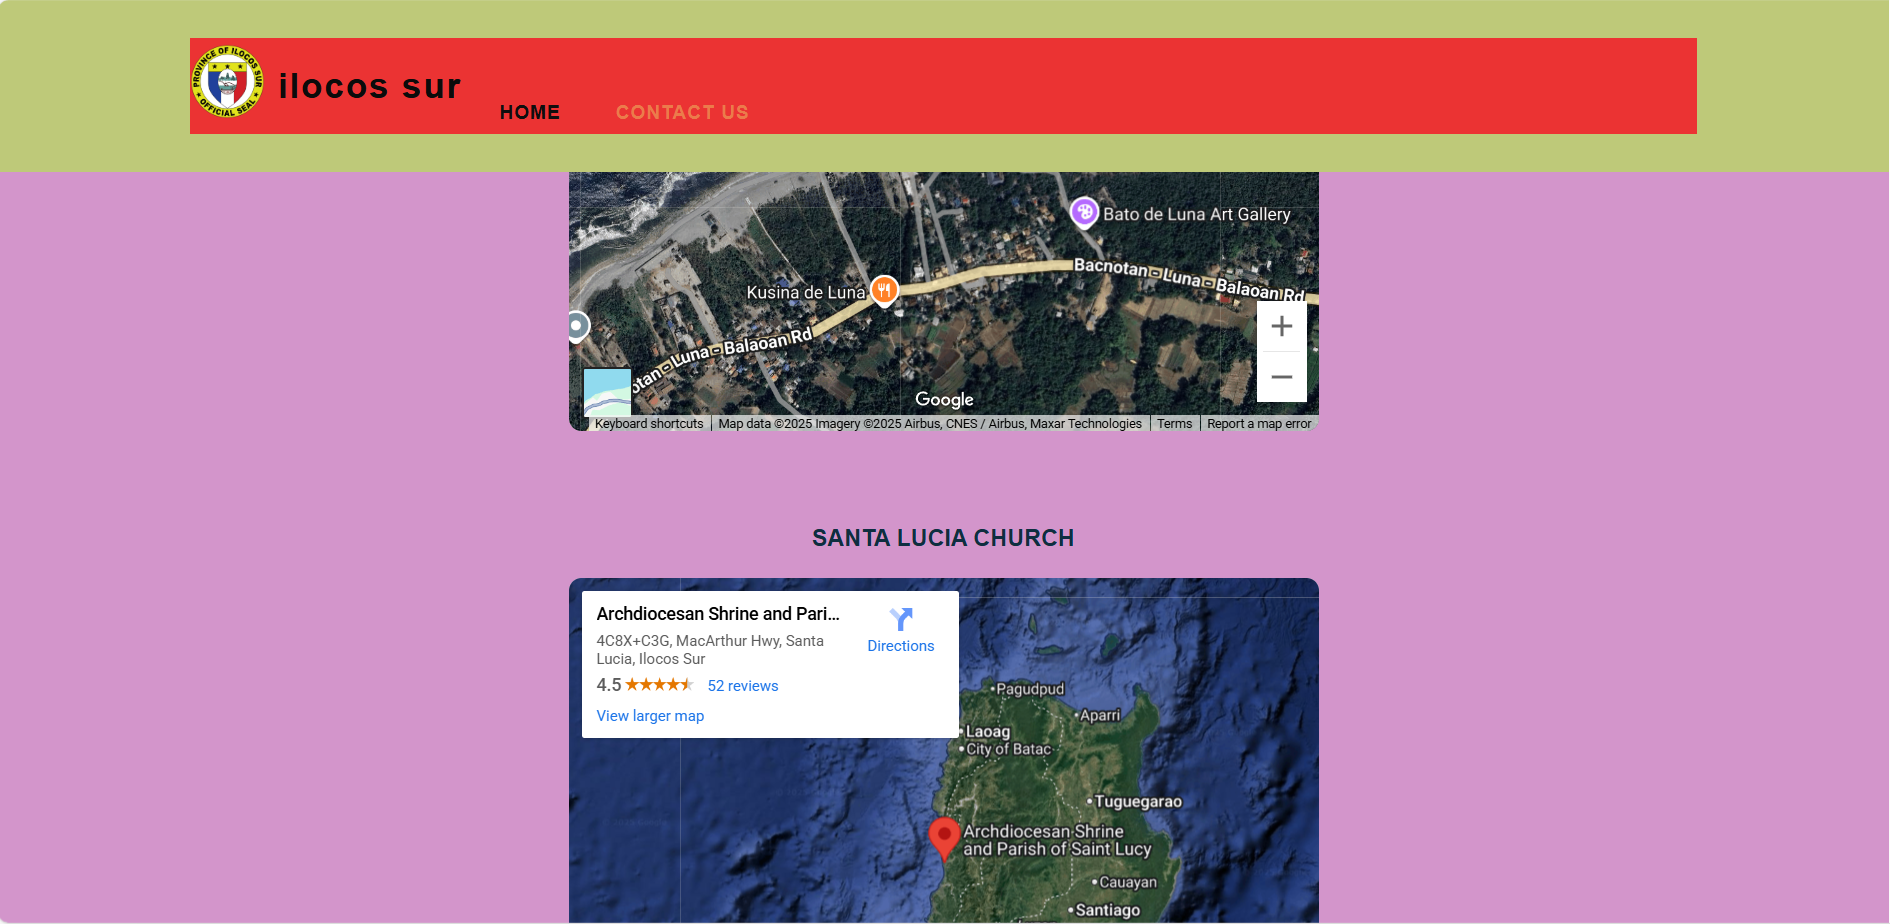 PROVINCE OF ILOCOS SUR
OFFICIAL SEAL
ilocos sur
HOME
CONTACT US
Bato de Luna Art Gallery
Bacnotan - Luna - Balaoan Rd
Kusina de Luna
otan - Luna - Balaoan Rd
Google
Keyboard shortcuts
Map data ©2025 Imagery ©2025 Airbus, CNES / Airbus, Maxar Technologies
Terms
Report a map error
SANTA LUCIA CHURCH
Archdiocesan Shrine and Pari...
4C8X+C3G, MacArthur Hwy, Santa
Lucia, Ilocos Sur
Directions
4.5
52 reviews
View larger map
Pagudpud
Aparri
Laoag
City of Batac
Tuguegarao
Archdiocesan Shrine
and Parish of Saint Lucy
Cauayan
Santiago